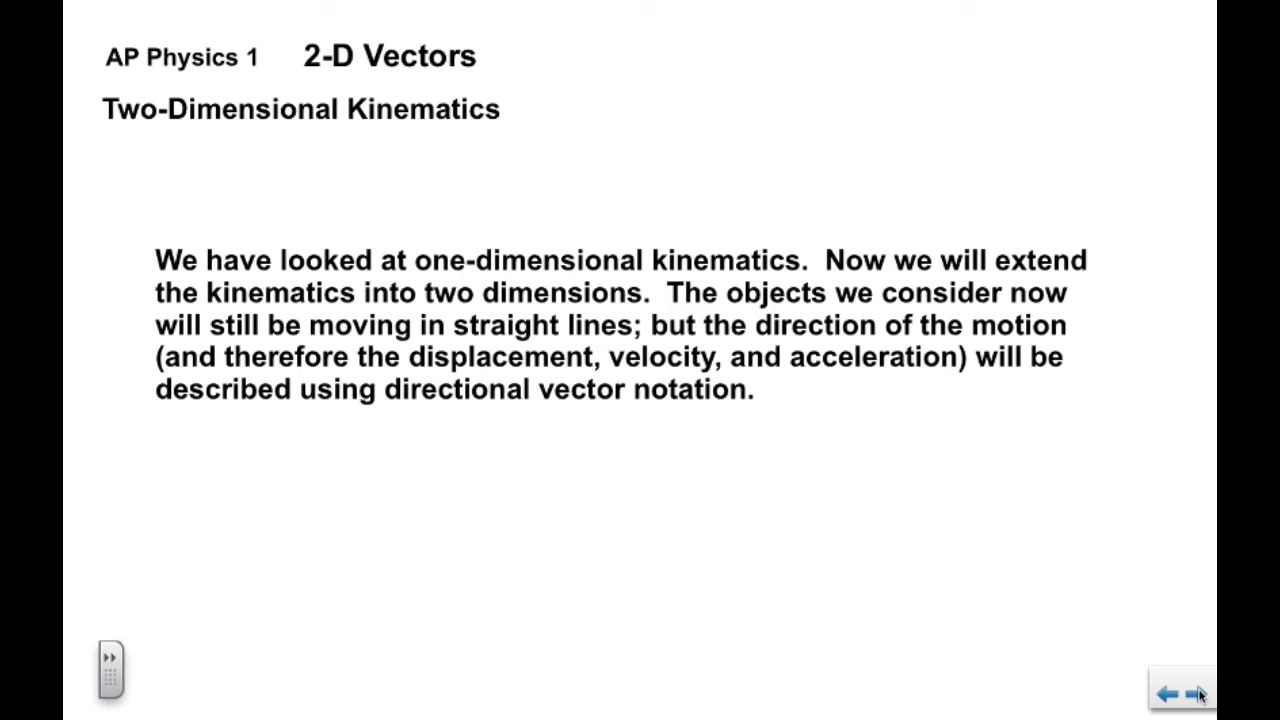 AP Physics 1 2-D Vectors
Two-Dimensional Kinematics
We have looked at one-dimensional kinematics. Now we will extend
the kinematics into two dimensions. The objects we consider now
will still be moving in straight lines; but the direction of the motion
(and therefore the displacement, velocity, and acceleration) will be
described using directional vector notation.